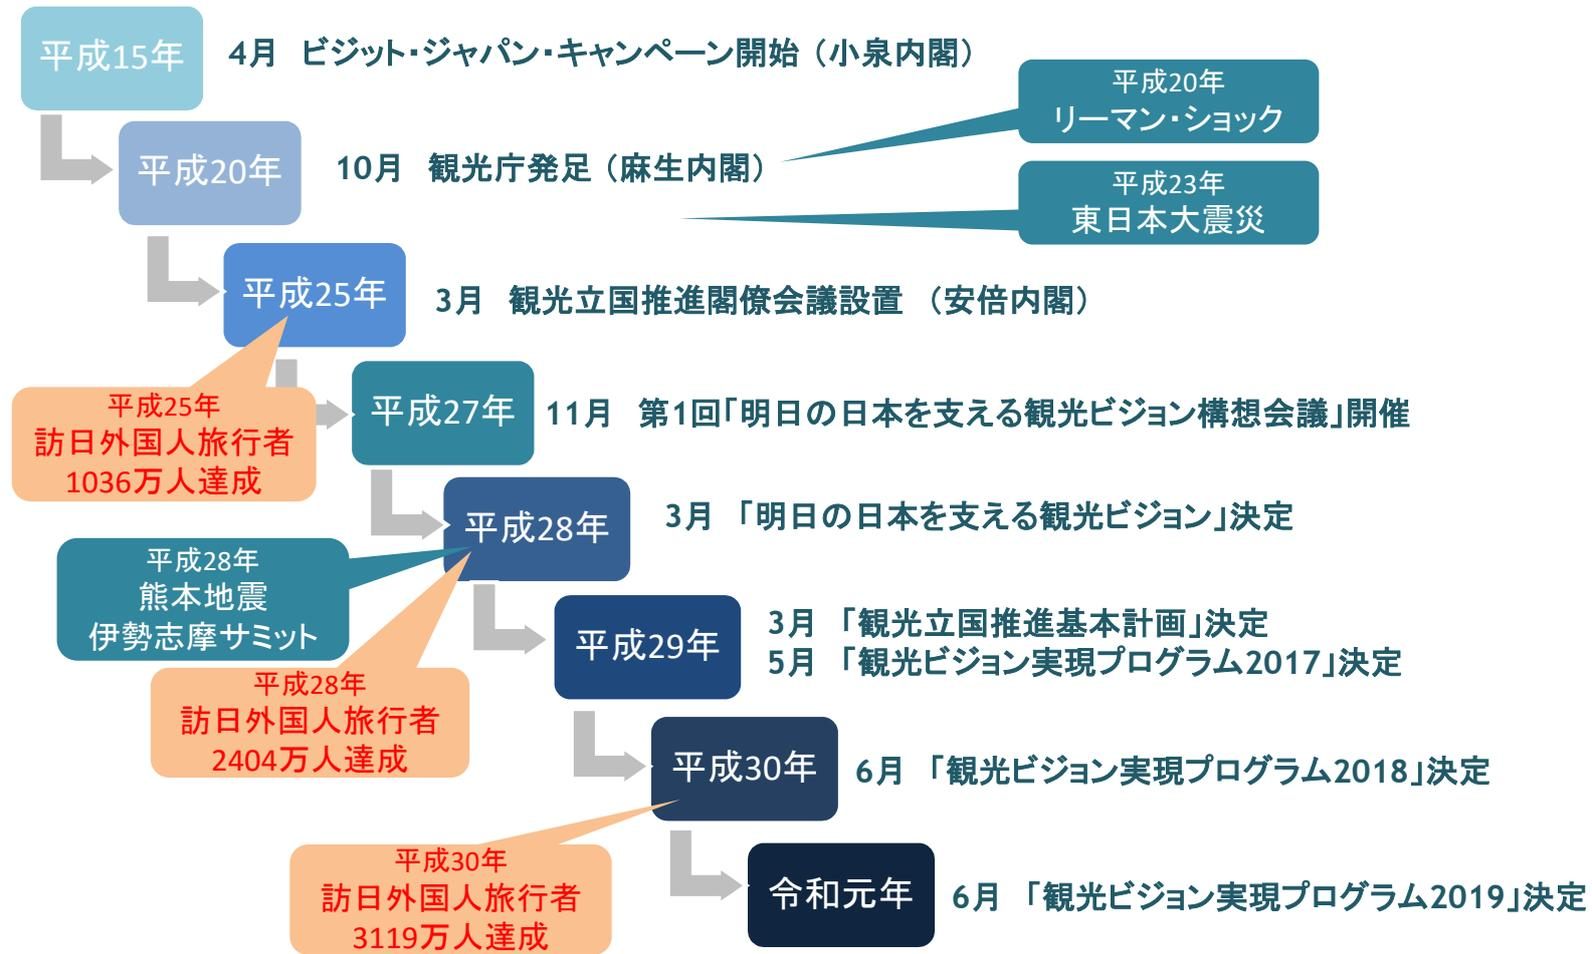 平成15年
4月 ビジット・ジャパン・キャンペーン開始（小泉内閣）
平成20年
リーマン・ショック
平成20年
10月 観光庁発足（麻生内閣）
平成23年
東日本大震災
平成25年
3月 観光立国推進閣僚会議設置 （安倍内閣）
平成25年
訪日外国人旅行者
1036万人達成
平成27年
11月 第1回「明日の日本を支える観光ビジョン構想会議」開催
平成28年
3月 「明日の日本を支える観光ビジョン」決定
平成28年
熊本地震
伊勢志摩サミット
平成28年
訪日外国人旅行者
2404万人達成
平成29年
3月 「観光立国推進基本計画」決定
5月 「観光ビジョン実現プログラム2017」決定
平成30年
6月 「観光ビジョン実現プログラム2018」決定
平成30年
訪日外国人旅行者
3119万人達成
令和元年
6月 「観光ビジョン実現プログラム2019」決定